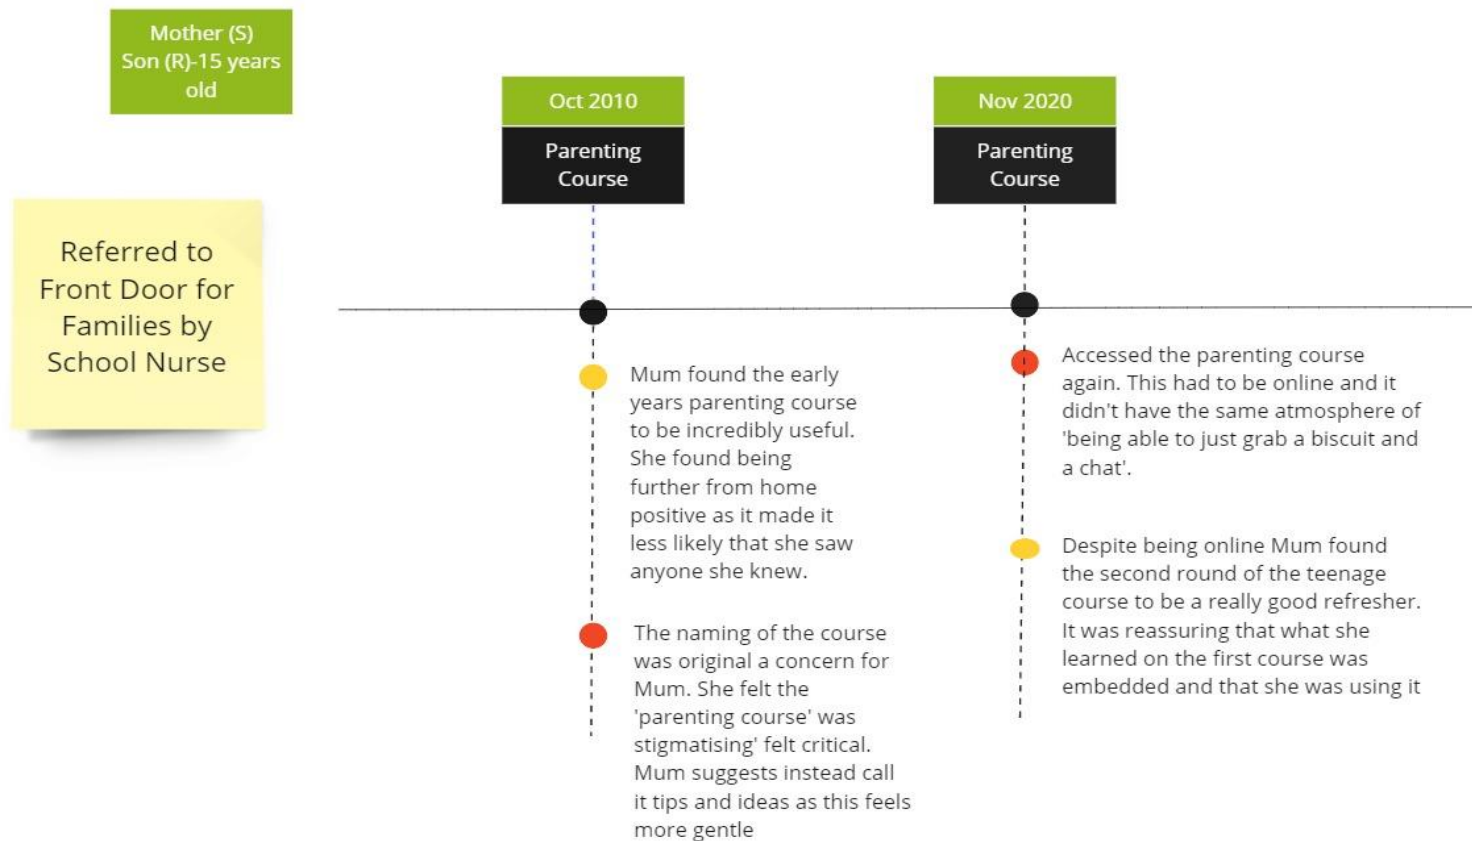 Mother (S)
Son (R)-15 years
old
Referred to
Front Door for
Families by
School Nurse
Oct 2010
Parenting
Course
Mum found the early
years parenting course
to be incredibly useful.
She found being
further from home
positive as it made it
less likely that she saw
anyone she knew.
The naming of the course
was original a concern for
Mum. She felt the
'parenting course' was
stigmatising' felt critical.
Mum suggests instead call
it tips and ideas as this feels
more gentle
Nov 2020
Parenting
Course
Accessed the parenting course
again. This had to be online and it
didn't have the same atmosphere of
'being able to just grab a biscuit and
a chat'.
Despite being online Mum found
the second round of the teenage
course to be a really good refresher.
It was reassuring that what she
learned on the first course was
embedded and that she was using it